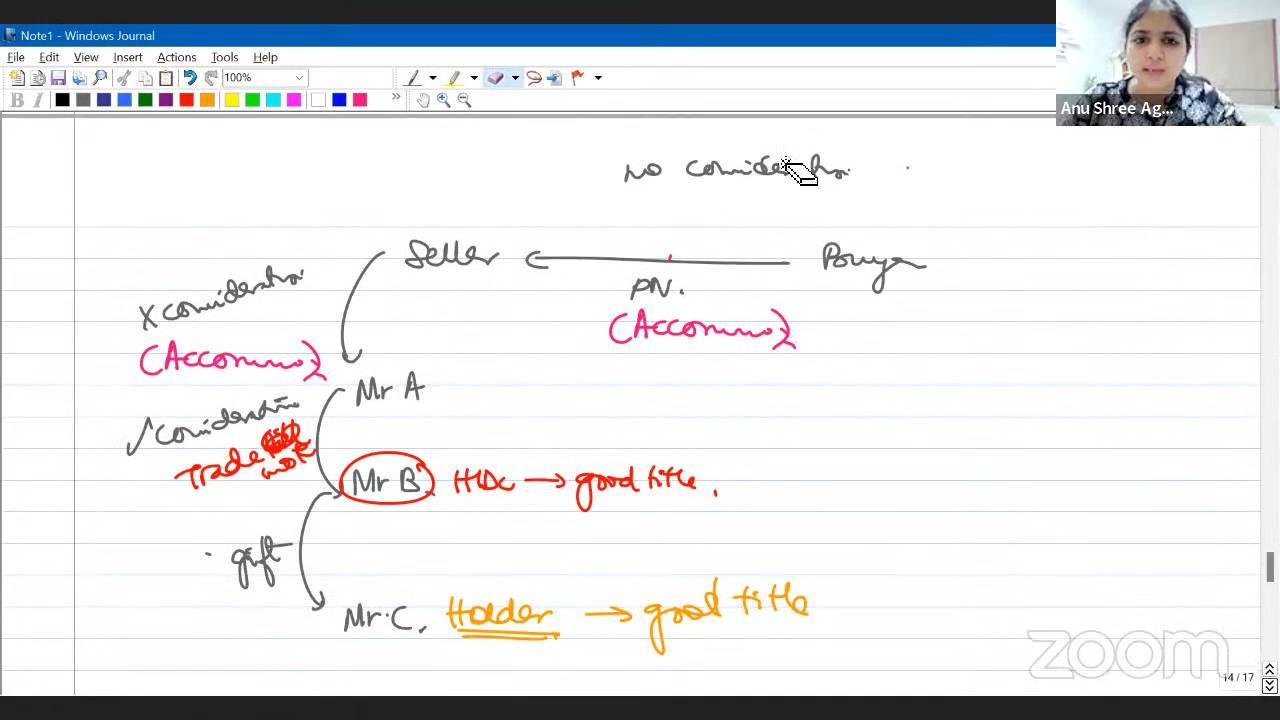 Note1 - Windows Journal
File Edit View Insert Actions Tools Help
100%
B I
Anu Shree Ag...
No consideration
Seller Buyer
PN.
(Accommo)
X consideration
(Accommo)
Mr A
✓ consideration
Trade note
Mr B. HDC → good title.
gift
Mr. C. Holder → good title
zoom
14 / 17